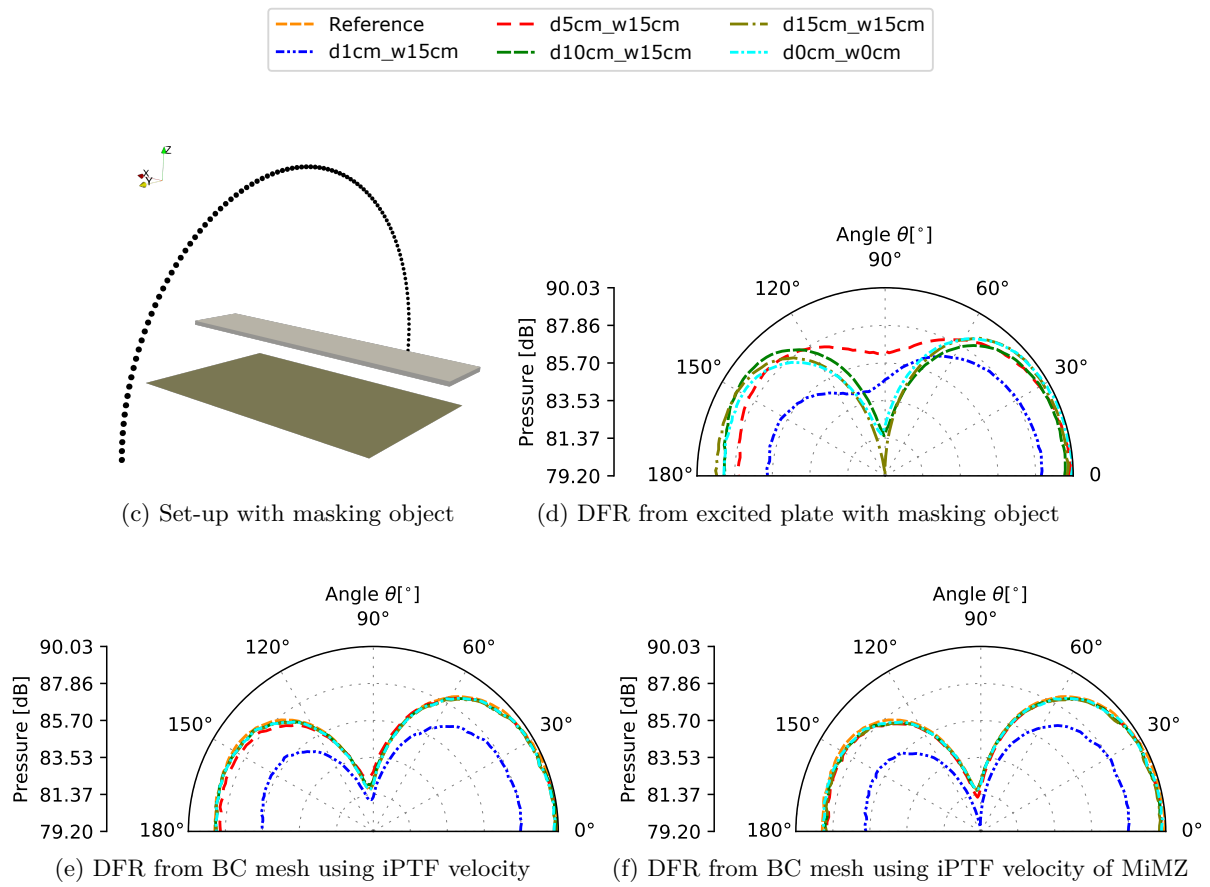 Reference
d1cm_w15cm
d5cm_w15cm
d10cm_w15cm
d15cm_w15cm
d0cm_w0cm
Z
X
Y
(c) Set-up with masking object
Angle θ[°]
90°
120°
60°
150°
30°
180°
0
90.03
87.86
85.70
83.53
81.37
79.20
Pressure [dB]
(d) DFR from excited plate with masking object
Angle θ[°]
90°
120°
60°
150°
30°
180°
0°
90.03
87.86
85.70
83.53
81.37
79.20
Pressure [dB]
(e) DFR from BC mesh using iPTF velocity
Angle θ[°]
90°
120°
60°
150°
30°
180°
0°
90.03
87.86
85.70
83.53
81.37
79.20
Pressure [dB]
(f) DFR from BC mesh using iPTF velocity of MiMZ